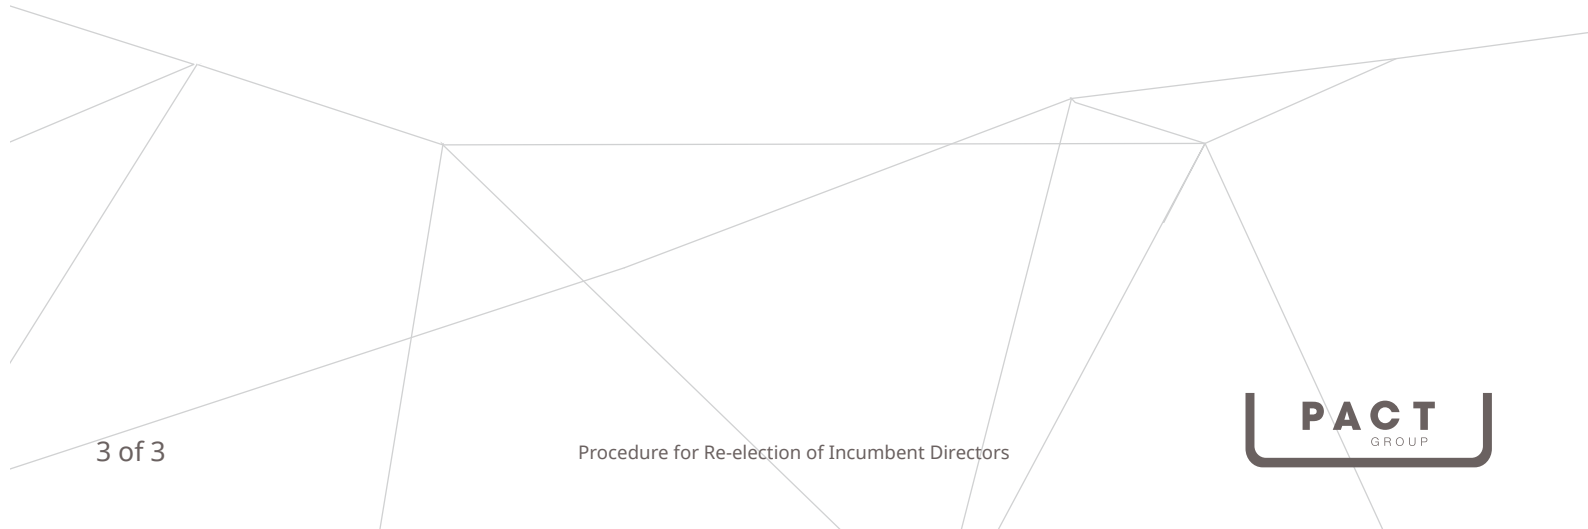 3 of 3
Procedure for Re-election of Incumbent Directors
PACT
GROUP